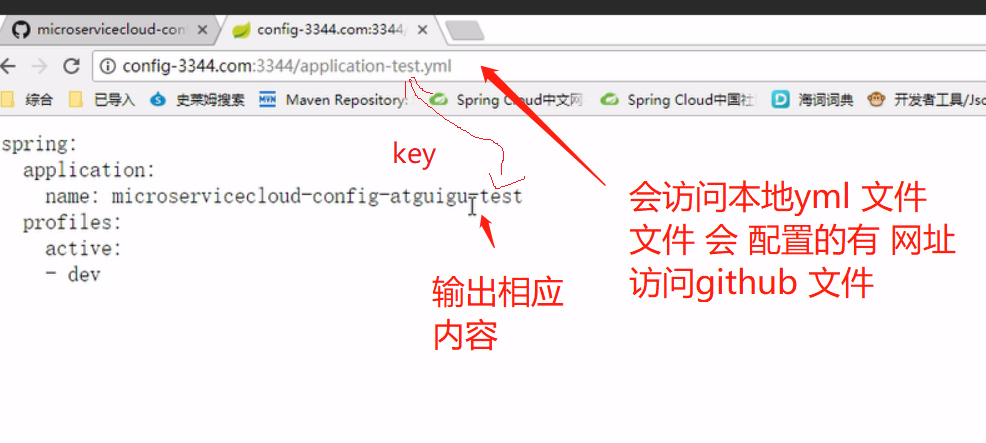 microservicecloud-con
config-3344.com:3344/
config-3344.com:3344/application-test.yml
综合
已导入
史莱姆搜索
MVN
Maven Repository:
Spring Cloud中文网
Spring Cloud中国社
海词词典
开发者工具/Jso
spring:
application:
name: microservicecloud-config-atguigu-test
profiles:
active:
- dev
key
会访问本地yml 文件
文件 会 配置的有 网址
访问github 文件
输出相应
内容